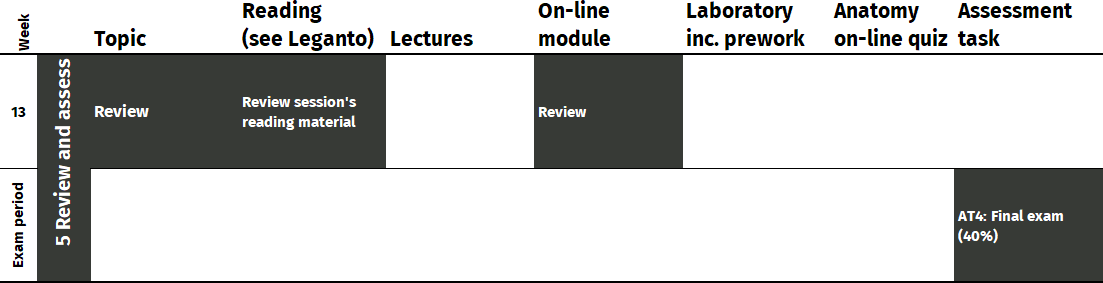 Week
Topic
Reading
(see Leganto)
Lectures
On-line
module
Laboratory
inc. prework
Anatomy
on-line quiz
Assessment
task
13
5 Review and assess
Review
Review session's
reading material
Review
Exam period
AT4: Final exam
(40%)